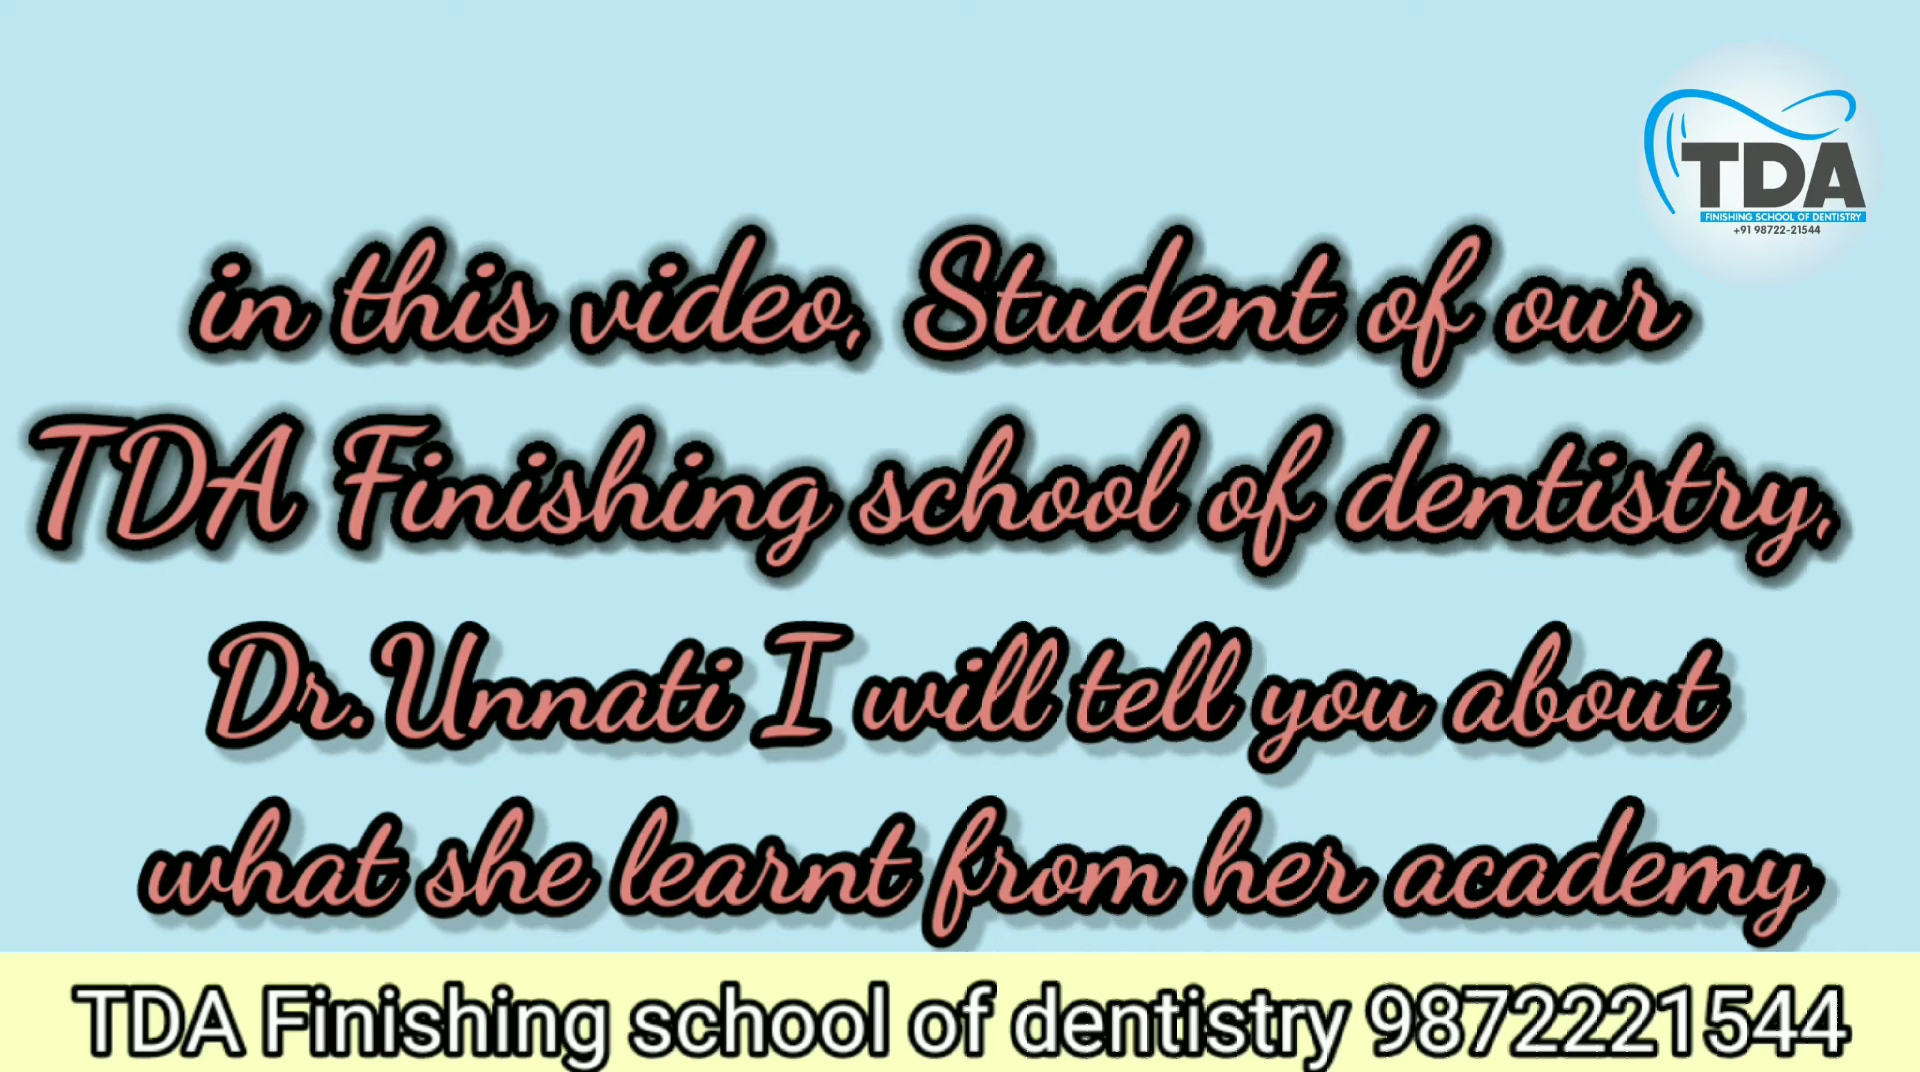 TDA
FINISHING SCHOOL OF DENTISTRY
+91 98722-21544
in this video, Student of our
TDA Finishing school of dentistry,
Dr.Unnati I will tell you about
what she learnt from her academy
TDA Finishing school of dentistry 9872221544